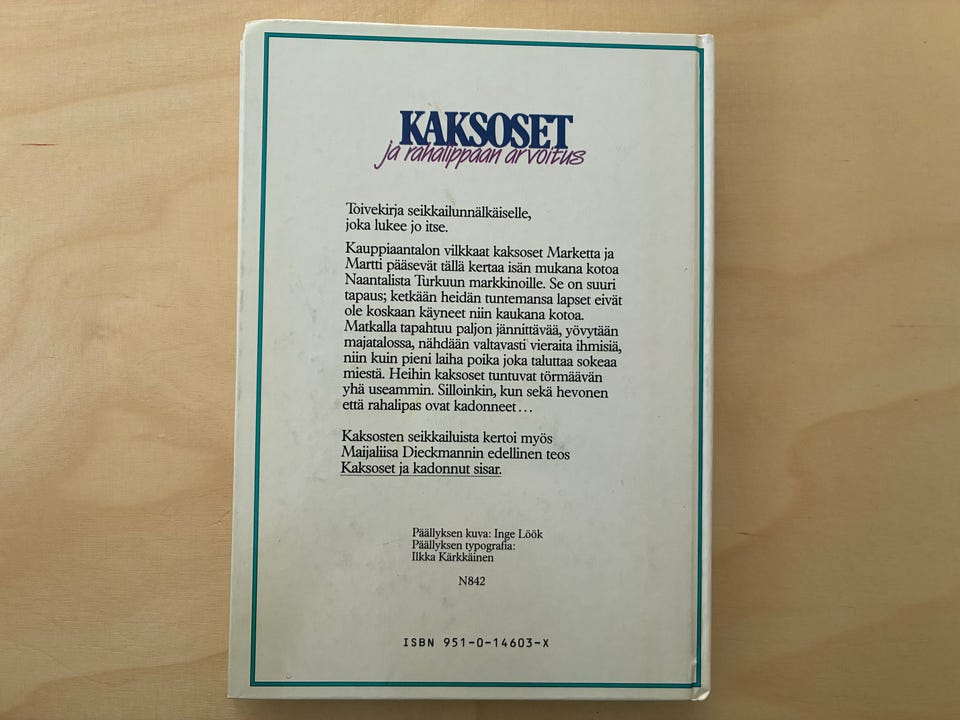 KAKSOSET
ja rahalippaan arvoitus
Toivekirja seikkailunnälkäiselle,
joka lukee jo itse.
Kauppiaantalon vilkkaat kaksoset Marketta ja
Martti pääsevät tällä kertaa isän mukana kotoa
Naantalista Turkuun markkinoille. Se on suuri
tapaus; ketkään heidän tuntemansa lapset eivät
ole koskaan käyneet niin kaukana kotoa.
Matkalla tapahtuu paljon jännittävää, yövytään
majatalossa, nähdään valtavasti vieraita ihmisiä,
niin kuin pieni laiha poika joka taluttaa sokeaa
miestä. Heihin kaksoset tuntuvat törmäävän
yhä useammin. Silloinkin, kun sekä hevonen
että rahalipas ovat kadonneet...
Kaksosten seikkailuista kertoi myös
Maijaliisa Dieckmannin edellinen teos
Kaksoset ja kadonnut sisar.
Päällyksen kuva: Inge Löök
Päällyksen typografia:
Ilkka Kärkkäinen
N842
ISBN 951-0-14603-X